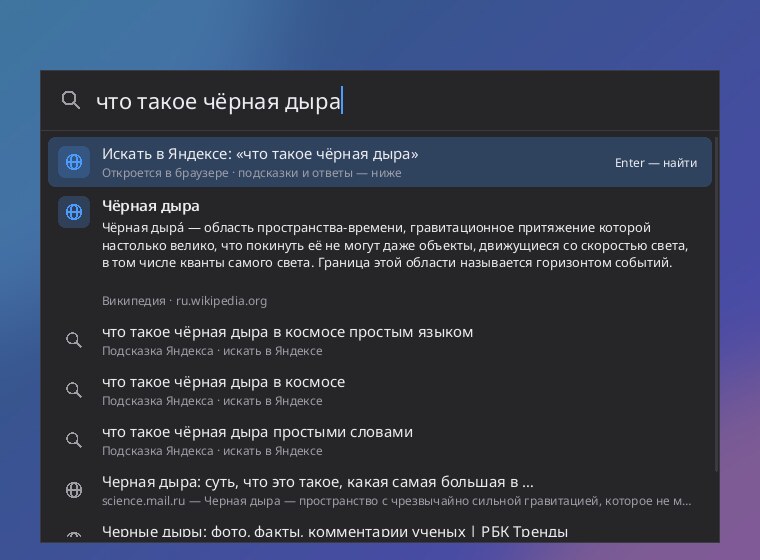 что такое чёрная дыра
Искать в Яндексе: «что такое чёрная дыра»
Откроется в браузере · подсказки и ответы — ниже
Enter — найти
Чёрная дыра
Чёрная дыра́ — область пространства-времени, гравитационное притяжение которой
настолько велико, что покинуть её не могут даже объекты, движущиеся со скоростью света,
в том числе кванты самого света. Граница этой области называется горизонтом событий.
Википедия · ru.wikipedia.org
что такое чёрная дыра в космосе простым языком
Подсказка Яндекса · искать в Яндексе
что такое чёрная дыра в космосе
Подсказка Яндекса · искать в Яндексе
что такое чёрная дыра простыми словами
Подсказка Яндекса · искать в Яндексе
Черная дыра: суть, что это такое, какая самая большая в ...
science.mail.ru — Черная дыра — пространство с чрезвычайно сильной гравитацией, которое не м...
Черные дыры: фото, факты, комментарии ученых | РБК Тренды